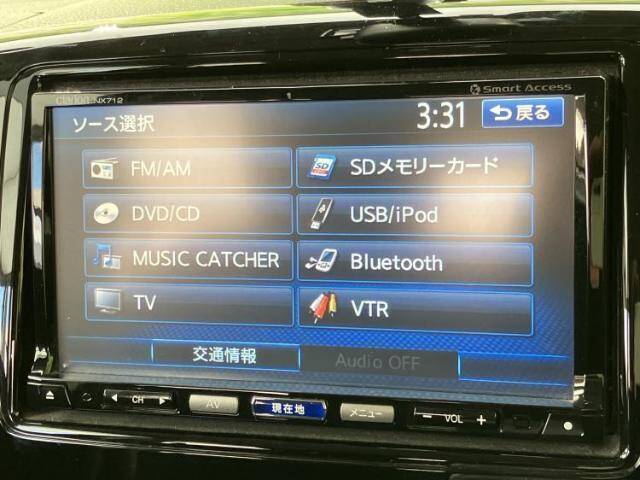 clarion NX712
Smart Access
ソース選択
3:31
戻る
FM/AM
SDメモリーカード
DVD/CD
USB/iPod
MUSIC CATCHER
Bluetooth
TV
VTR
交通情報
Audio OFF
CH
AV
現在地
メニュー
− VOL +